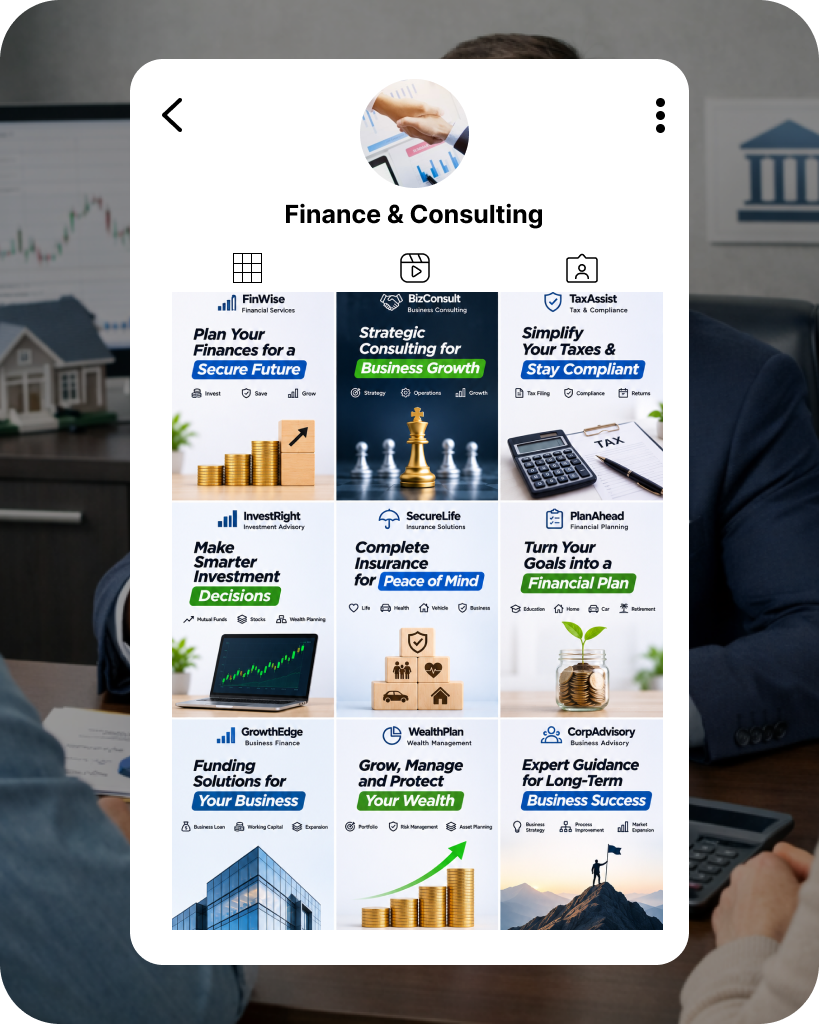 Finance & Consulting
FinWise
Financial Services
Plan Your
Finances for a
Secure Future
Invest
Save
Grow
BizConsult
Business Consulting
Strategic
Consulting for
Business Growth
Strategy
Operations
Growth
TaxAssist
Tax & Compliance
Simplify
Your Taxes &
Stay Compliant
Tax Filing
Compliance
Returns
TAX
InvestRight
Investment Advisory
Make
Smarter
Investment
Decisions
Mutual Funds
Stocks
Wealth Planning
SecureLife
Insurance Solutions
Complete
Insurance
for Peace of Mind
Life
Health
Vehicle
Business
PlanAhead
Financial Planning
Turn Your
Goals into a
Financial Plan
Education
Home
Car
Retirement
GrowthEdge
Business Finance
Funding
Solutions for
Your Business
Business Loan
Working Capital
Expansion
WealthPlan
Wealth Management
Grow, Manage
and Protect
Your Wealth
Portfolio
Risk Management
Asset Planning
CorpAdvisory
Business Advisory
Expert Guidance
for Long-Term
Business Success
Business
Strategy
Process
Improvement
Market
Expansion